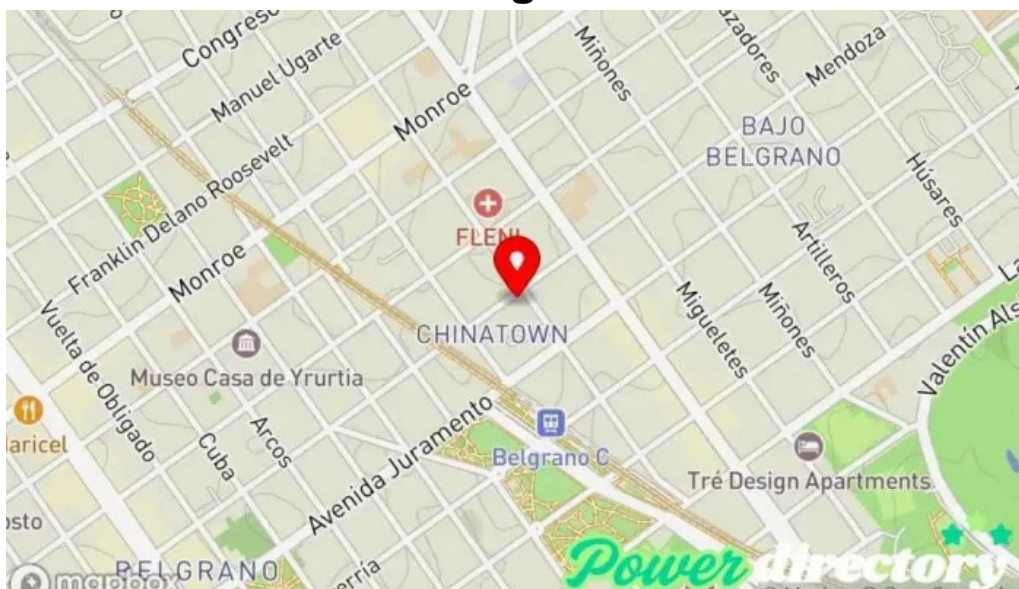 Congreso
Manuel Ugarte
Miñones
Mendoza
Monroe
BAJO
BELGRANO
Franklin Delano Roosevelt
FLENI
Húsares
Monroe
Artilleros
Vuelta de Obligado
CHINATOWN
Migueletes
Miñones
Museo Casa de Yrurtia
Valentín Als
Arcos
Cuba
Avenida Juramento
Belgrano C
Tré Design Apartments
BELGRANO
mapbox
Power directory